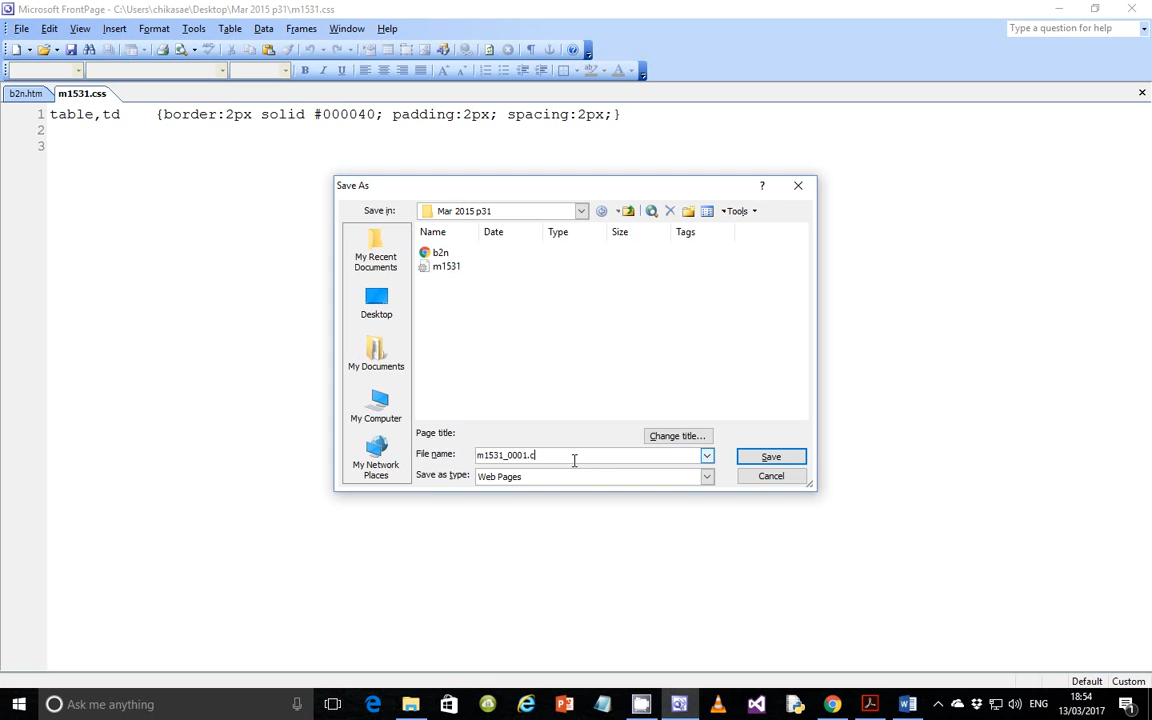 Microsoft FrontPage - C:\Users\chikasae\Desktop\Mar 2015 p31\m1531.css
File Edit View Insert Format Tools Table Data Frames Window Help
Type a question for help
B I U
b2n.htm m1531.css
1 table,td {border:2px solid #000040; padding:2px; spacing:2px;}
2
3
Save As
Save in: Mar 2015 p31 Tools
Name Date Type Size Tags
b2n
m1531
My Recent
Documents
Desktop
My Documents
My Computer
My Network
Places
Page title: Change title...
File name: m1531_0001.c Save
Save as type: Web Pages Cancel
Default Custom
Ask me anything
ENG
18:54
13/03/2017